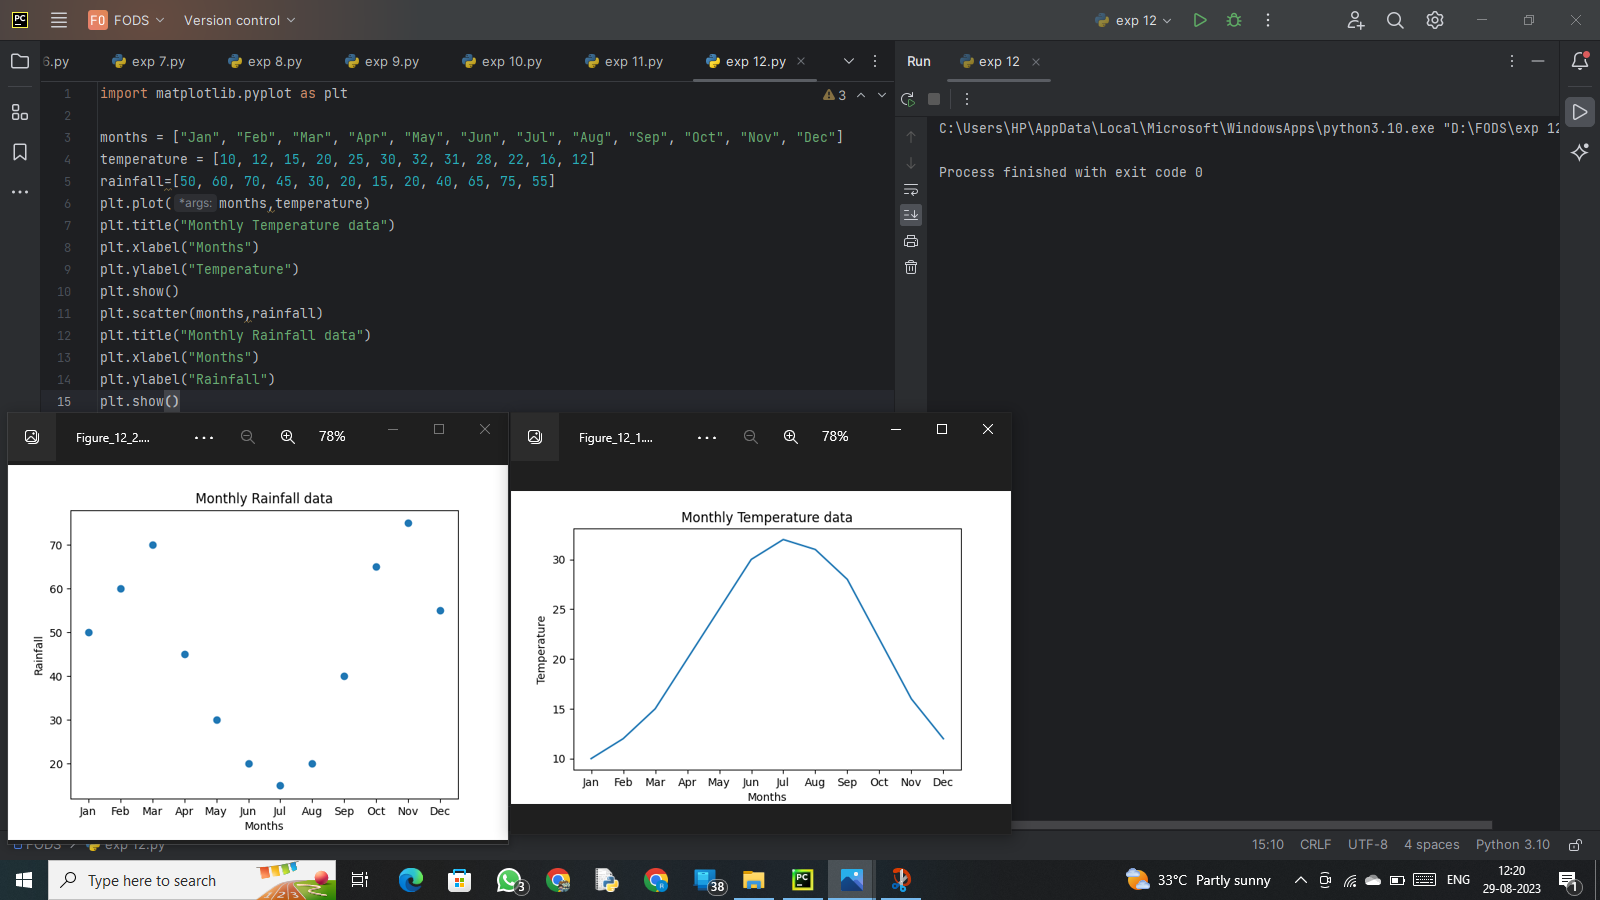 PC
FO FODS Version control
exp 12
6.py exp 7.py exp 8.py exp 9.py exp 10.py exp 11.py exp 12.py
Run exp 12
3
1 import matplotlib.pyplot as plt
2
3 months = ["Jan", "Feb", "Mar", "Apr", "May", "Jun", "Jul", "Aug", "Sep", "Oct", "Nov", "Dec"]
4 temperature = [10, 12, 15, 20, 25, 30, 32, 31, 28, 22, 16, 12]
5 rainfall=[50, 60, 70, 45, 30, 20, 15, 20, 40, 65, 75, 55]
6 plt.plot( *args: months,temperature)
7 plt.title("Monthly Temperature data")
8 plt.xlabel("Months")
9 plt.ylabel("Temperature")
10 plt.show()
11 plt.scatter(months,rainfall)
12 plt.title("Monthly Rainfall data")
13 plt.xlabel("Months")
14 plt.ylabel("Rainfall")
15 plt.show()
C:\Users\HP\AppData\Local\Microsoft\WindowsApps\python3.10.exe "D:\FODS\exp 12
Process finished with exit code 0
Figure_12_2.... 78%
Monthly Rainfall data
Rainfall
70
60
50
40
30
20
Jan Feb Mar Apr May Jun Jul Aug Sep Oct Nov Dec
Months
Figure_12_1.... 78%
Monthly Temperature data
Temperature
30
25
20
15
10
Jan Feb Mar Apr May Jun Jul Aug Sep Oct Nov Dec
Months
FODS exp 12.py
15:10 CRLF UTF-8 4 spaces Python 3.10
Type here to search
3
38
PC
33°C Partly sunny
ENG
12:20
29-08-2023
1